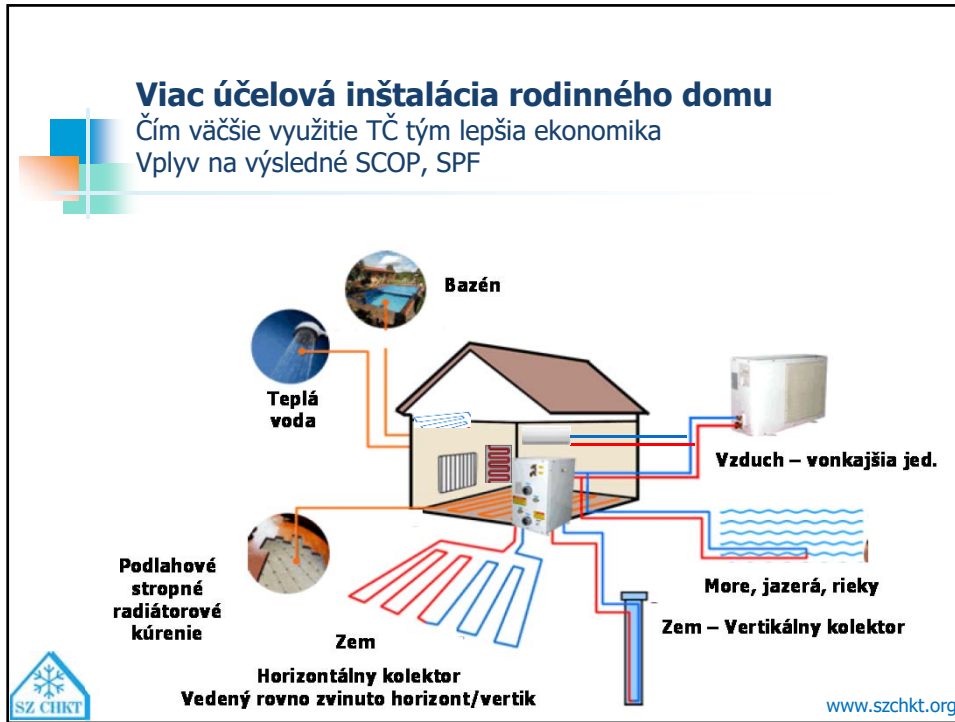 Viac účelová inštalácia rodinného domu
Čím väčšie využitie TČ tým lepšia ekonomika
Vplyv na výsledné SCOP, SPF
Bazén
Teplá
voda
Vzduch – vonkajšia jed.
Podlahové
stropné
radiátorové
kúrenie
More, jazerá, rieky
Zem – Vertikálny kolektor
Zem
Horizontálny kolektor
Vedený rovno zvinuto horizont/vertik
SZ CHKT
www.szchkt.org